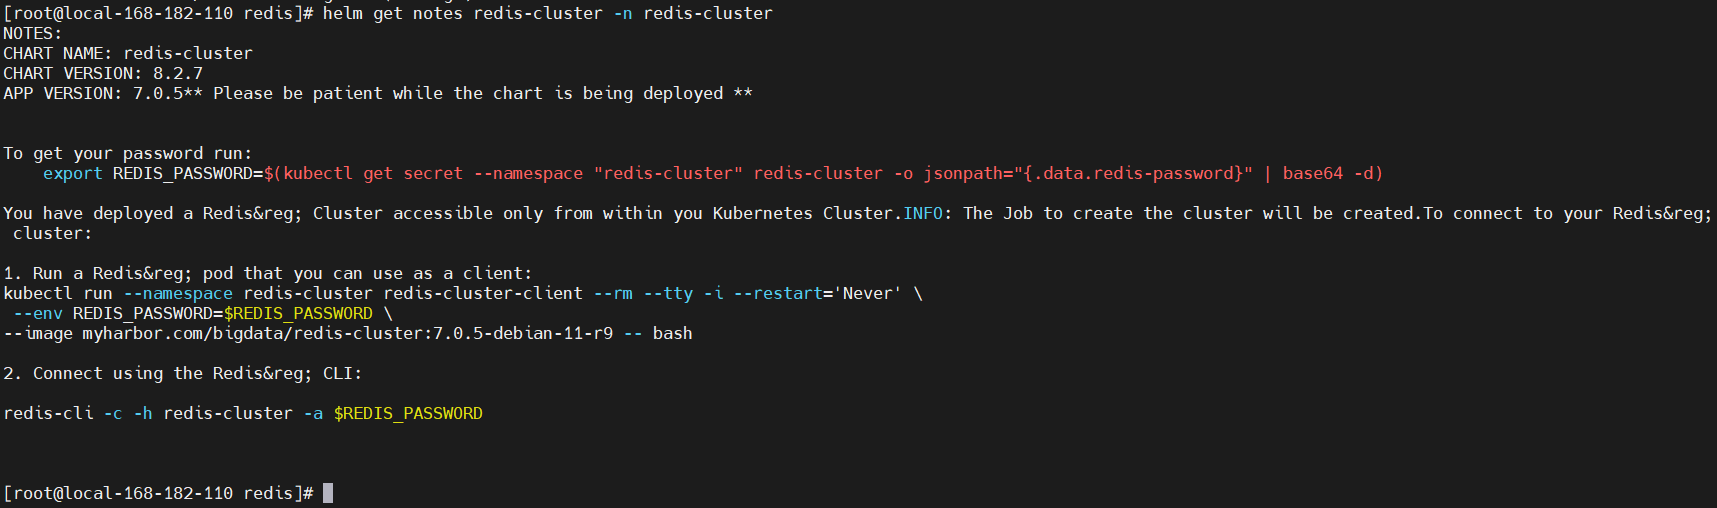 [root@local-168-182-110 redis]# helm get notes redis-cluster -n redis-cluster
NOTES:
CHART NAME: redis-cluster
CHART VERSION: 8.2.7
APP VERSION: 7.0.5** Please be patient while the chart is being deployed **
To get your password run:
    export REDIS_PASSWORD=$(kubectl get secret --namespace "redis-cluster" redis-cluster -o jsonpath="{.data.redis-password}" | base64 -d)
You have deployed a Redis&reg; Cluster accessible only from within you Kubernetes Cluster.INFO: The Job to create the cluster will be created.To connect to your Redis&reg;
 cluster:
1. Run a Redis&reg; pod that you can use as a client:
kubectl run --namespace redis-cluster redis-cluster-client --rm --tty -i --restart='Never' \
 --env REDIS_PASSWORD=$REDIS_PASSWORD \
--image myharbor.com/bigdata/redis-cluster:7.0.5-debian-11-r9 -- bash
2. Connect using the Redis&reg; CLI:
redis-cli -c -h redis-cluster -a $REDIS_PASSWORD
[root@local-168-182-110 redis]#